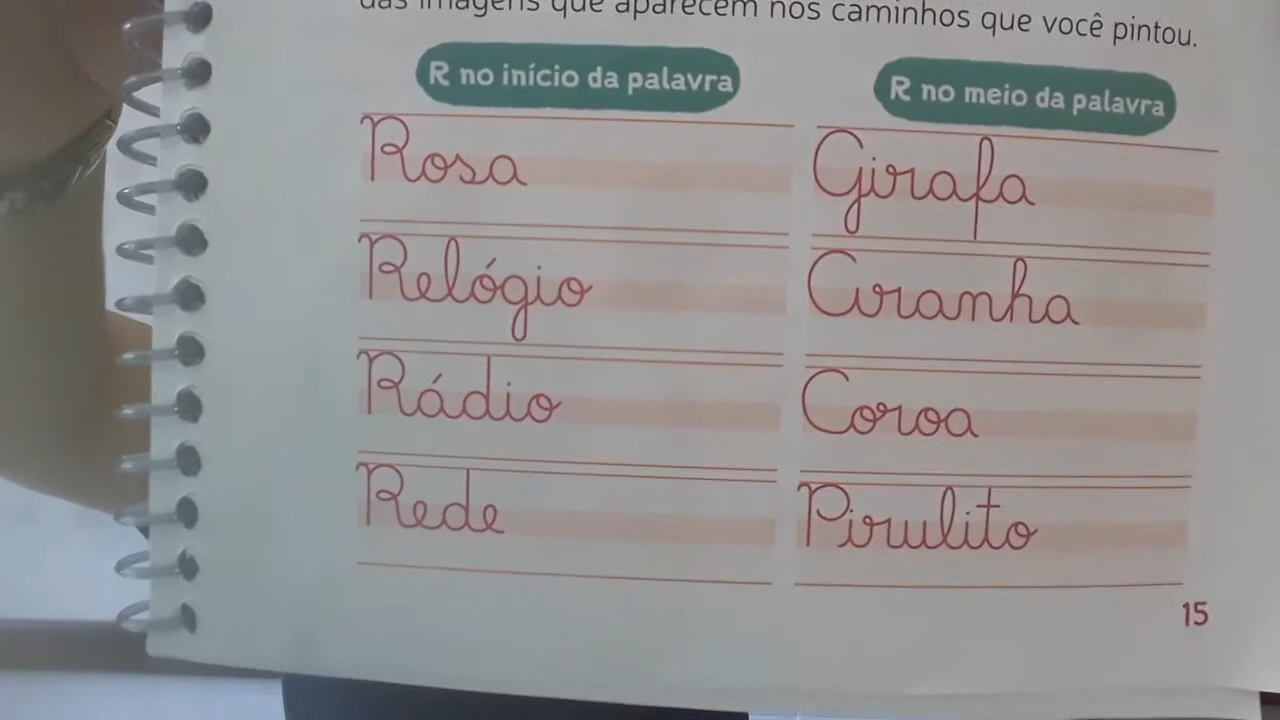 das imagens que aparecem nos caminhos que você pintou.
R no início da palavra
Rosa
Relógio
Rádio
Rede
R no meio da palavra
Girafa
Aranha
Coroa
Pirulito
15